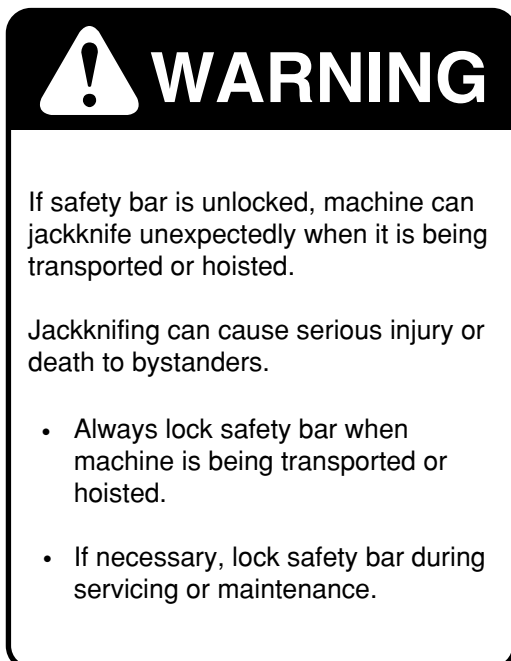 WARNING
If safety bar is unlocked, machine can
jackknife unexpectedly when it is being
transported or hoisted.
Jackknifing can cause serious injury or
death to bystanders.
• Always lock safety bar when
machine is being transported or
hoisted.
• If necessary, lock safety bar during
servicing or maintenance.